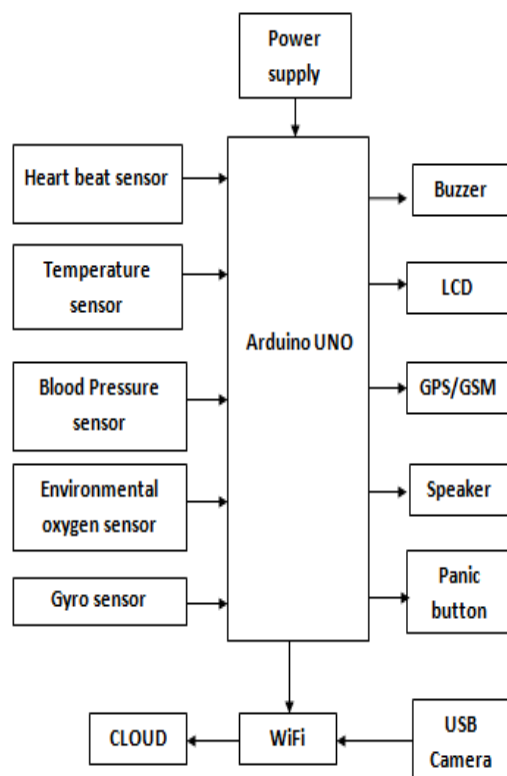 Power
supply
Heart beat sensor
Buzzer
Temperature
sensor
LCD
Arduino UNO
Blood Pressure
sensor
GPS/GSM
Environmental
oxygen sensor
Speaker
Gyro sensor
Panic
button
CLOUD
WiFi
USB
Camera